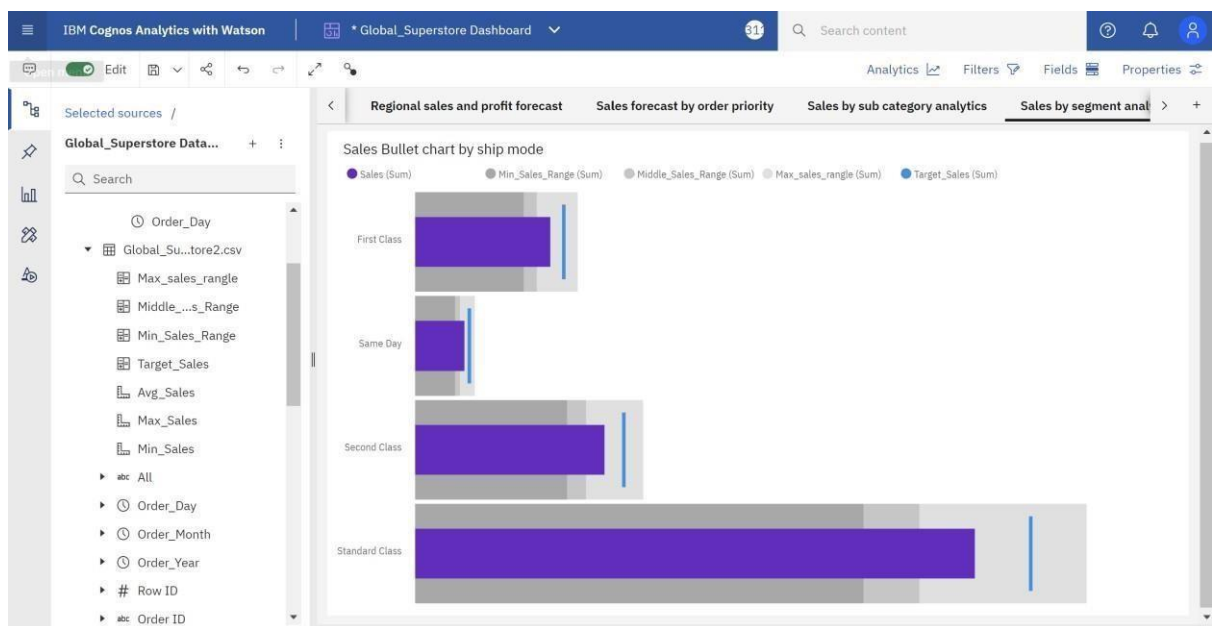 IBM Cognos Analytics with Watson
* Global_Superstore Dashboard
Search content
Edit
Analytics
Filters
Fields
Properties
Selected sources /
Regional sales and profit forecast
Sales forecast by order priority
Sales by sub category analytics
Sales by segment anal
+
Global_Superstore Data...
+
Search
Order_Day
Global_Su...tore2.csv
Max_sales_rangle
Middle_...s_Range
Min_Sales_Range
Target_Sales
Avg_Sales
Max_Sales
Min_Sales
abc All
Order_Day
Order_Month
Order_Year
# Row ID
abc Order ID
Sales Bullet chart by ship mode
Sales (Sum)
Min_Sales_Range (Sum)
Middle_Sales_Range (Sum)
Max_sales_rangle (Sum)
Target_Sales (Sum)
First Class
Same Day
Second Class
Standard Class